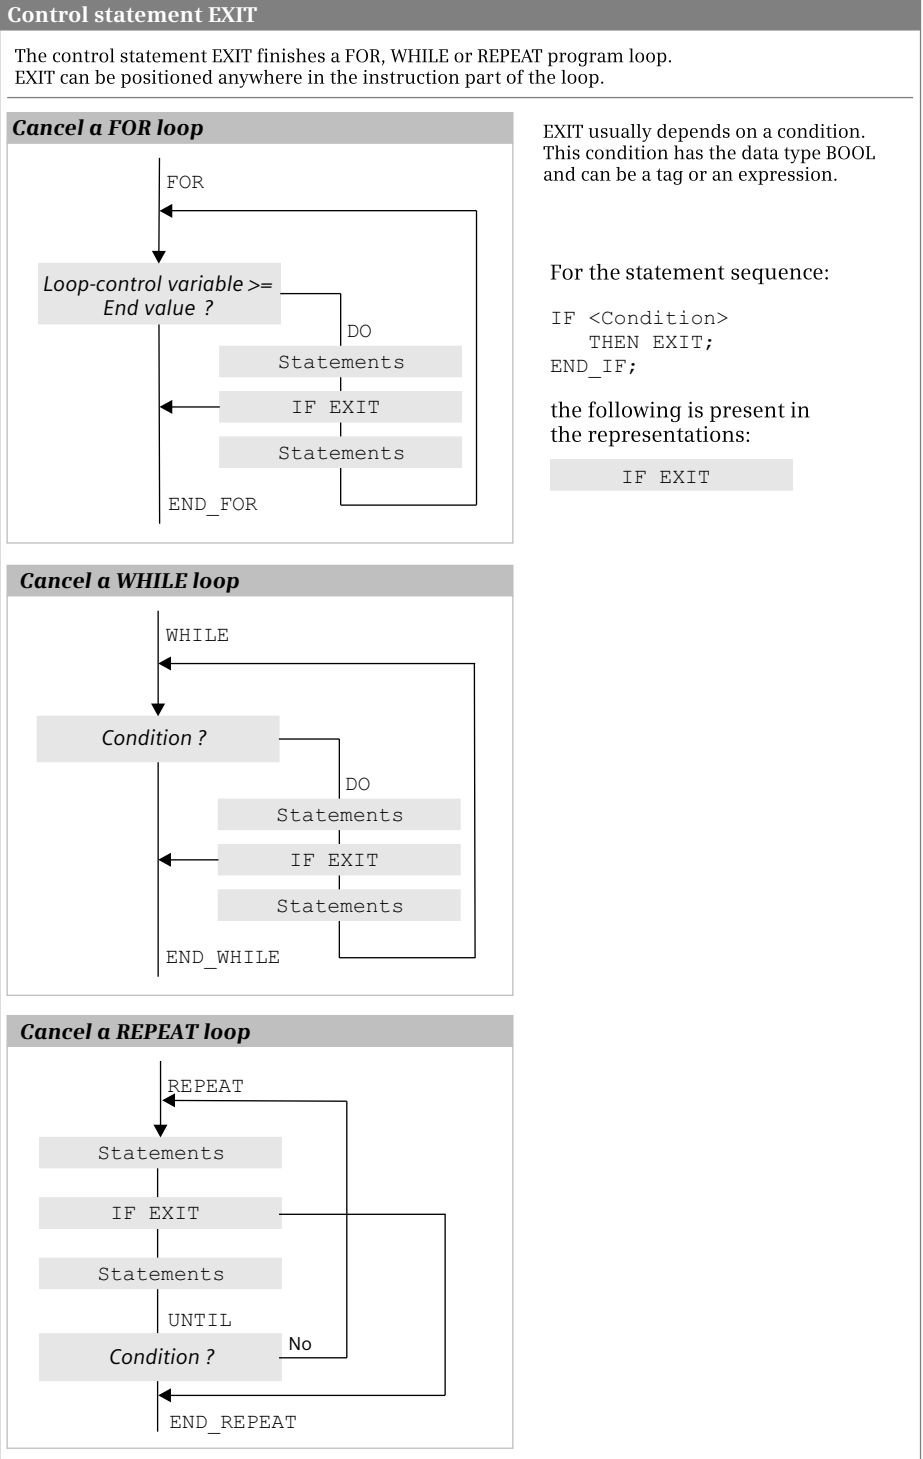 Control statement EXIT
The control statement EXIT finishes a FOR, WHILE or REPEAT program loop.
EXIT can be positioned anywhere in the instruction part of the loop.
Cancel a FOR loop
FOR
Loop-control variable >=
End value ?
DO
Statements
IF EXIT
Statements
END_FOR
EXIT usually depends on a condition.
This condition has the data type BOOL
and can be a tag or an expression.
For the statement sequence:
IF <Condition>
THEN EXIT;
END_IF;
the following is present in
the representations:
IF EXIT
Cancel a WHILE loop
WHILE
Condition ?
DO
Statements
IF EXIT
Statements
END_WHILE
Cancel a REPEAT loop
REPEAT
Statements
IF EXIT
Statements
UNTIL
Condition ?
No
END_REPEAT